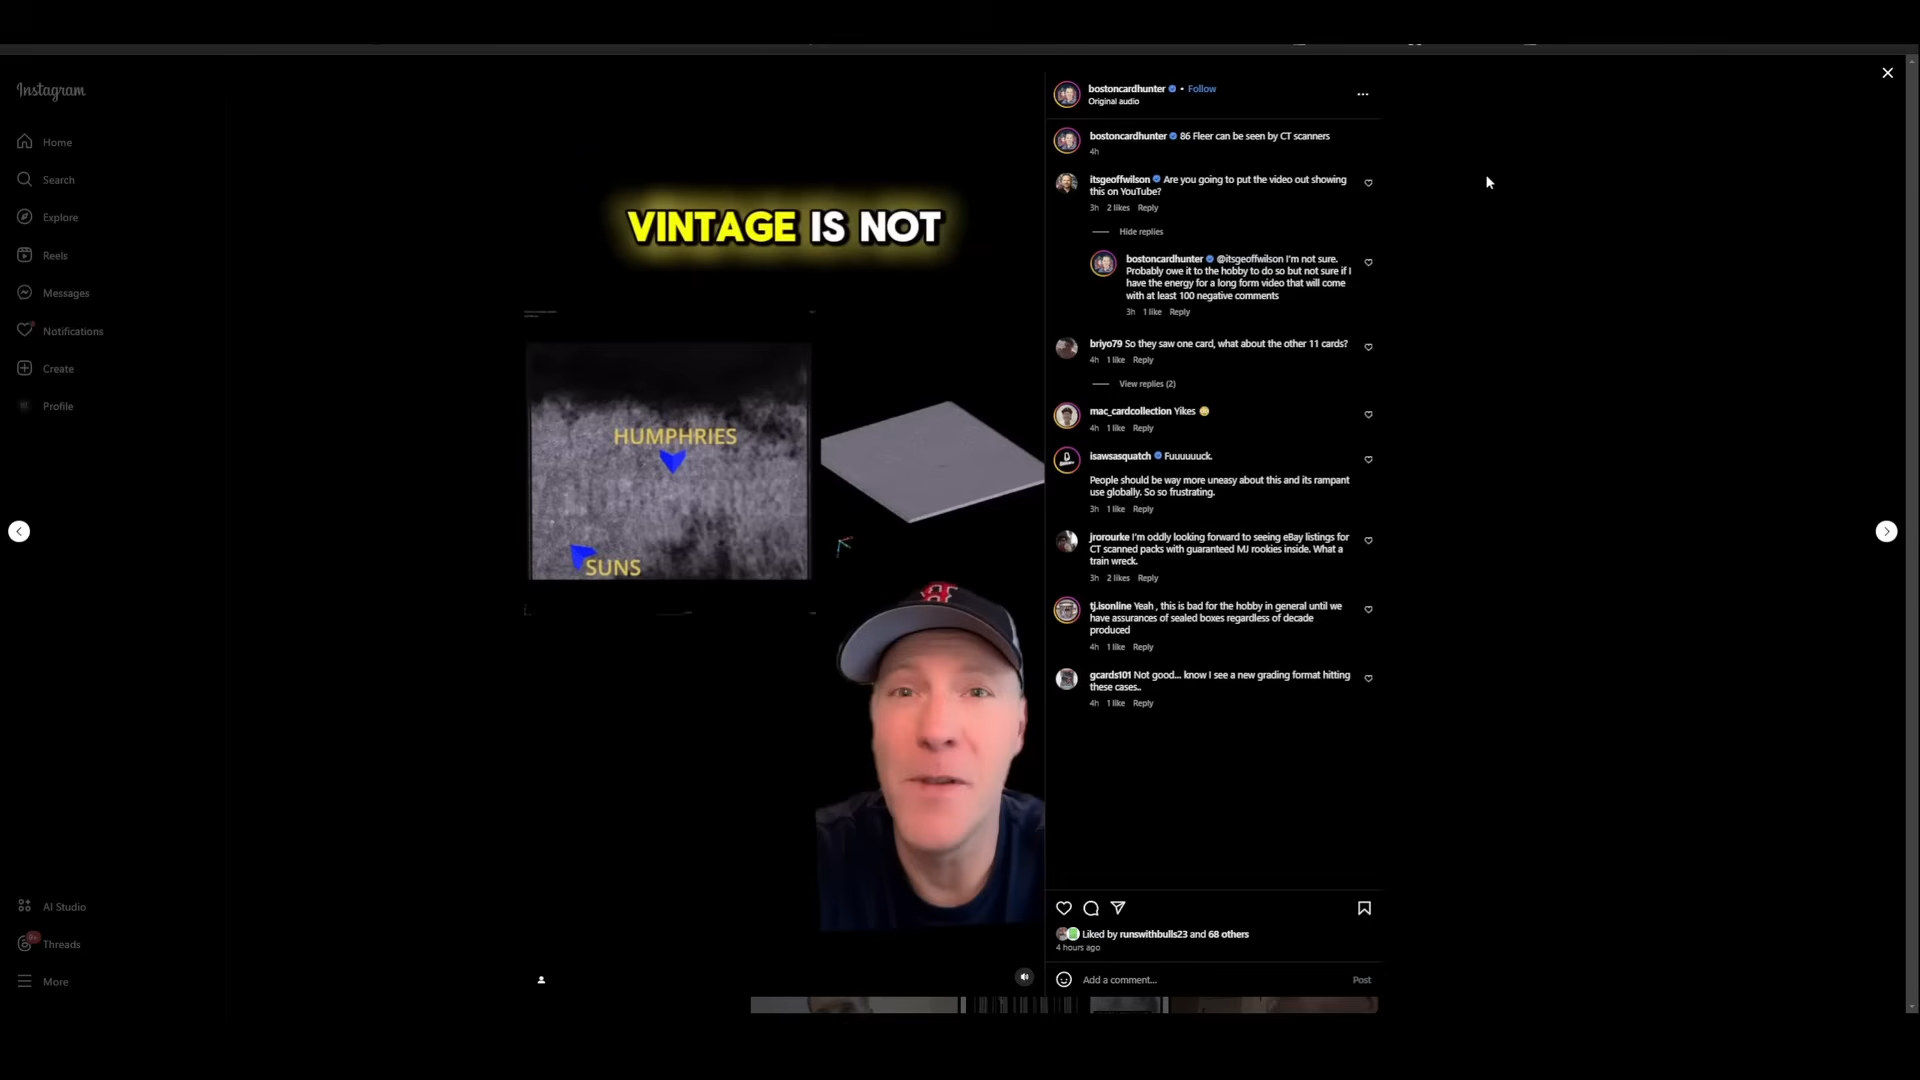 Instagram
Home
Search
Explore
Reels
Messages
Notifications
Create
Profile
AI Studio
Threads
More
VINTAGE IS NOT
HUMPHRIES
SUNS
bostoncardhunter • Follow
Original audio
bostoncardhunter 86 Fleer can be seen by CT scanners
4h
itsgeoffwilson Are you going to put the video out showing
this on YouTube?
3h 2 likes Reply
Hide replies
bostoncardhunter @itsgeoffwilson I'm not sure.
Probably owe it to the hobby to do so but not sure if I
have the energy for a long form video that will come
with at least 100 negative comments
3h 1 like Reply
briyo79 So they saw one card, what about the other 11 cards?
4h 1 like Reply
View replies (2)
mac_cardcollection Yikes 😳
4h 1 like Reply
isawsasquatch Fuuuuuuck.
People should be way more uneasy about this and its rampant
use globally. So so frustrating.
3h 1 like Reply
jrorourke I'm oddly looking forward to seeing eBay listings for
CT scanned packs with guaranteed MJ rookies inside. What a
train wreck.
3h 2 likes Reply
tj.isonline Yeah , this is bad for the hobby in general until we
have assurances of sealed boxes regardless of decade
produced
4h 1 like Reply
gcards101 Not good... know I see a new grading format hitting
these cases..
4h 1 like Reply
Liked by runswithbulls23 and 68 others
4 hours ago
Add a comment...
Post